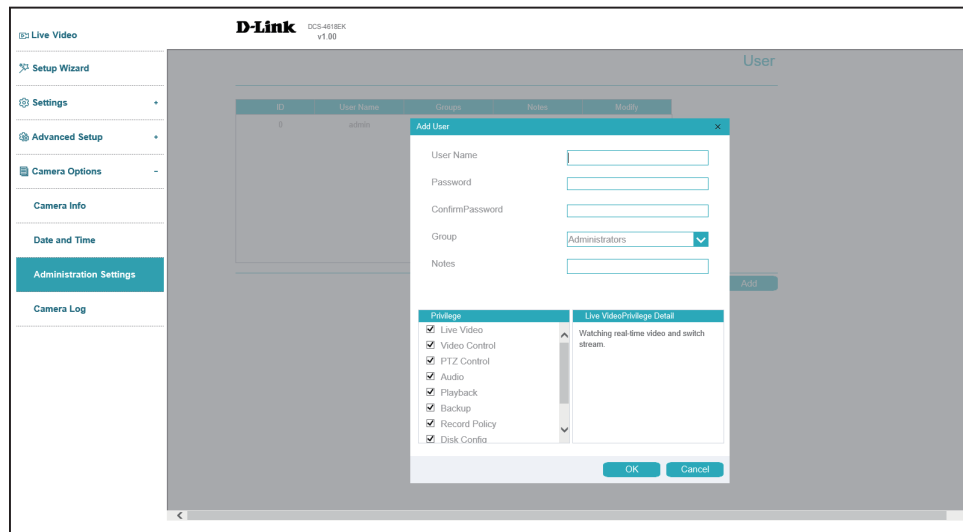 Live Video
D-Link DCS-4618EK
v1.00
Setup Wizard
User
Settings +
ID User Name Groups Notes Modify
0 admin
Advanced Setup +
Add User ×
User Name
Password
ConfirmPassword
Group Administrators
Notes
Camera Options -
Camera Info
Date and Time
Administration Settings
Add
Camera Log
Privilege
Live Video
Video Control
PTZ Control
Audio
Playback
Backup
Record Policy
Disk Config
Live VideoPrivilege Detail
Watching real-time video and switch
stream.
OK Cancel